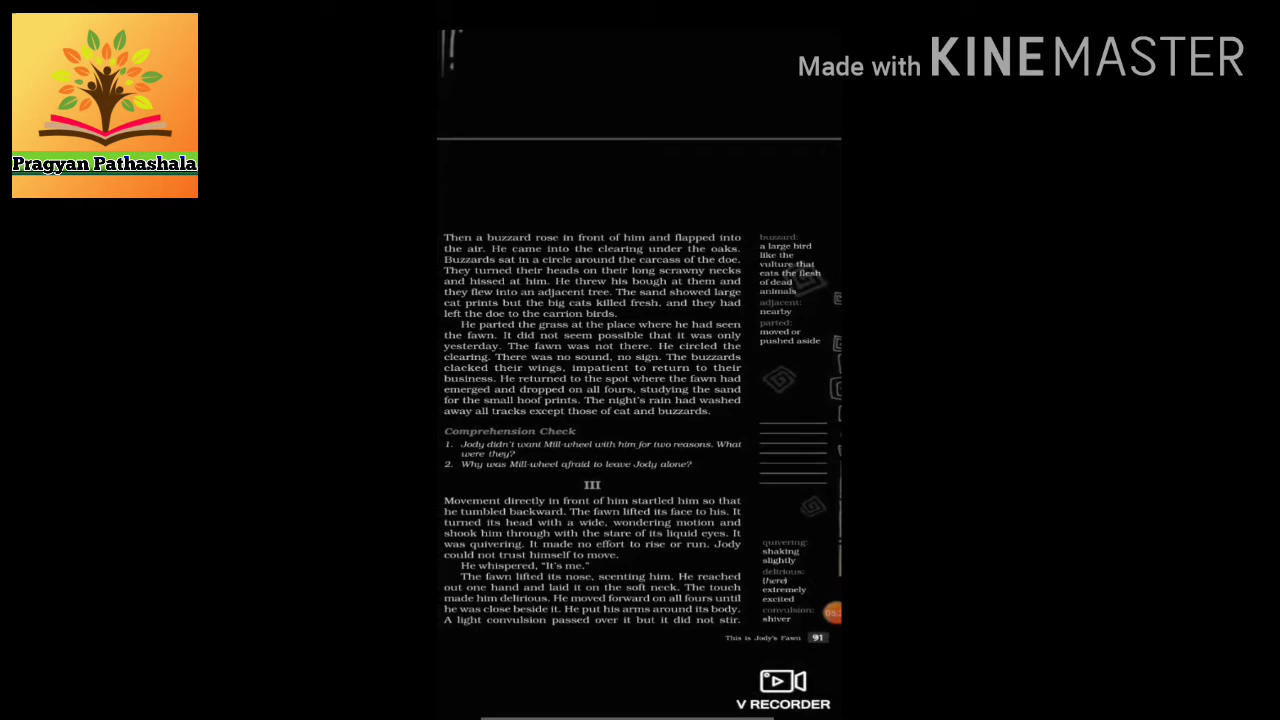 Made with KINEMASTER
Pragyan Pathashala
Then a buzzard rose in front of him and flapped into
the air. He came into the clearing under the oaks.
Buzzards sat in a circle around the carcass of the doe.
They turned their heads on their long scrawny necks
and hissed at him. He threw his bough at them and
they flew into an adjacent tree. The sand showed large
cat prints but the big cats killed fresh, and they had
left the doe to the carrion birds.
He parted the grass at the place where he had seen
the fawn. It did not seem possible that it was only
yesterday. The fawn was not there. He circled the
clearing. There was no sound, no sign. The buzzards
clacked their wings, impatient to return to their
business. He returned to the spot where the fawn had
emerged and dropped on all fours, studying the sand
for the small hoof prints. The night's rain had washed
away all tracks except those of cat and buzzards.
buzzard:
a large bird
like the
vulture that
eats the flesh
of dead
animals
adjacent:
nearby
parted:
moved or
pushed aside
Comprehension Check
1. Jody didn't want Mill-wheel with him for two reasons. What
were they?
2. Why was Mill-wheel afraid to leave Jody alone?
III
Movement directly in front of him startled him so that
he tumbled backward. The fawn lifted its face to his. It
turned its head with a wide, wondering motion and
shook him through with the stare of its liquid eyes. It
was quivering. It made no effort to rise or run. Jody
could not trust himself to move.
He whispered, “It's me.”
The fawn lifted its nose, scenting him. He reached
out one hand and laid it on the soft neck. The touch
made him delirious. He moved forward on all fours until
he was close beside it. He put his arms around its body.
A light convulsion passed over it but it did not stir.
quivering:
shaking
slightly
delirious:
(here)
extremely
excited
convulsion:
shiver
This is Jody's Fawn 91
V RECORDER